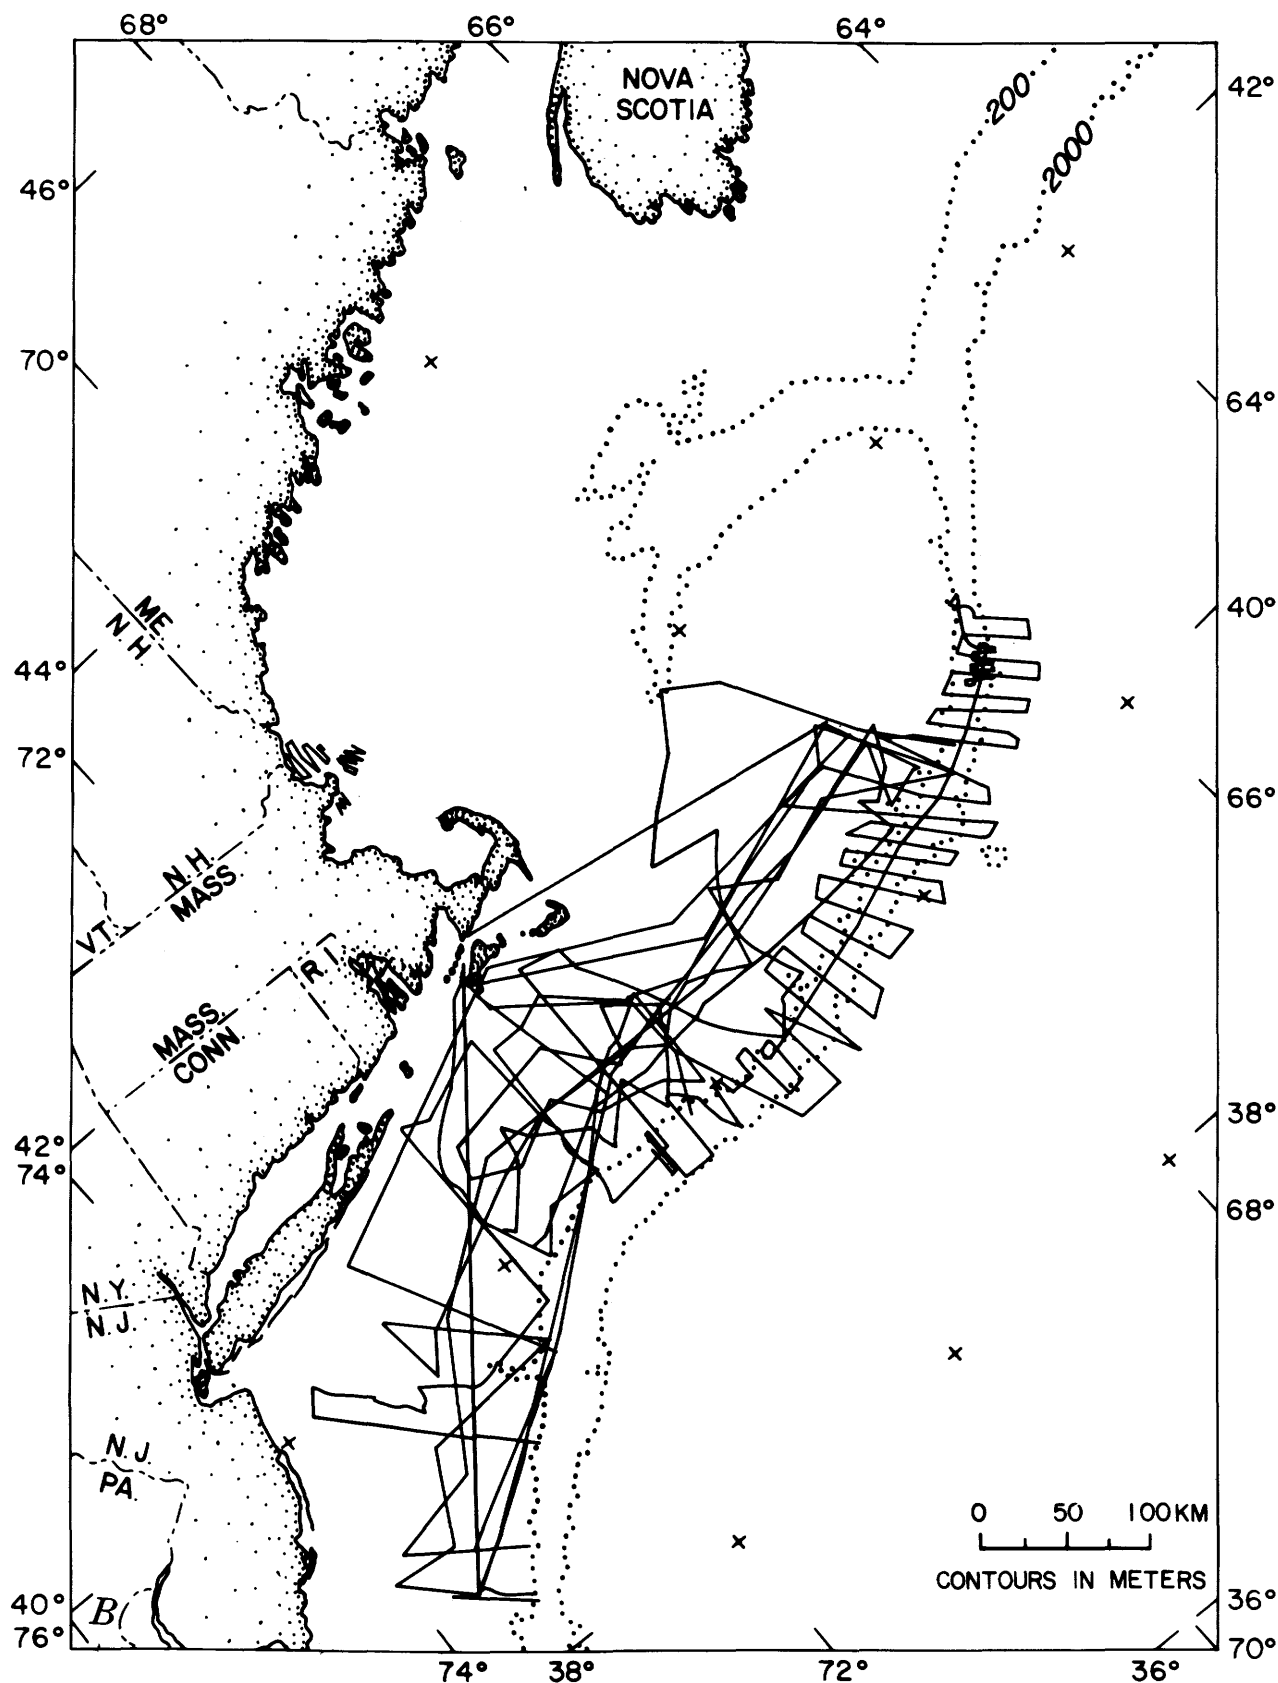 68°
66°
64°
NOVA
SCOTIA
200
42°
2000
46°
70°
64°
ME
N.H
40°
44°
72°
66°
N.H
MASS
VT.
R I
MASS
CONN
38°
42°
74°
68°
N.Y.
N.J.
N.J.
PA.
0 50 100 KM
CONTOURS IN METERS
40°
B
36°
76°
70°
74° 38° 72° 36°